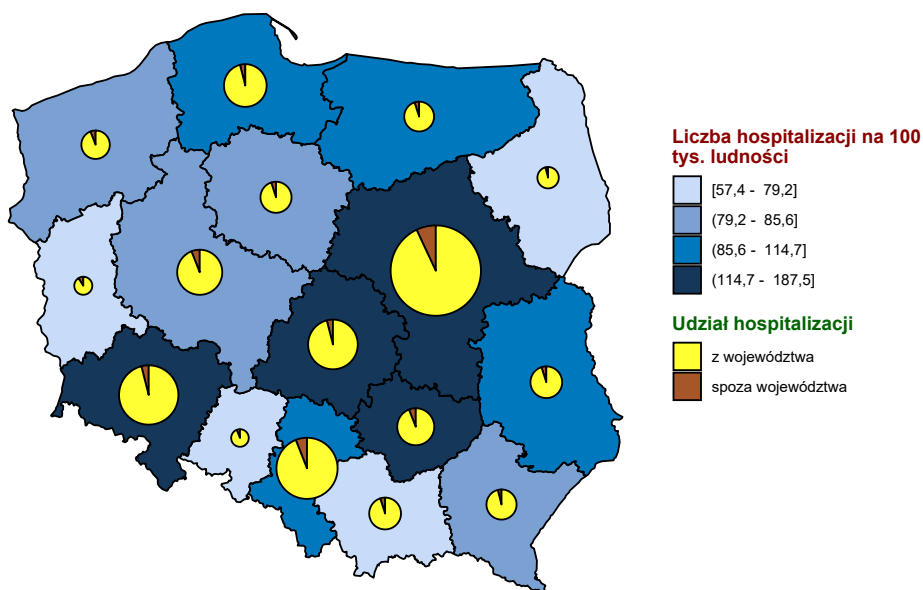 Liczba hospitalizacji na 100
tys. ludności
[57,4 - 79,2]
(79,2 - 85,6]
(85,6 - 114,7]
(114,7 - 187,5]
Udział hospitalizacji
z województwa
spoza województwa